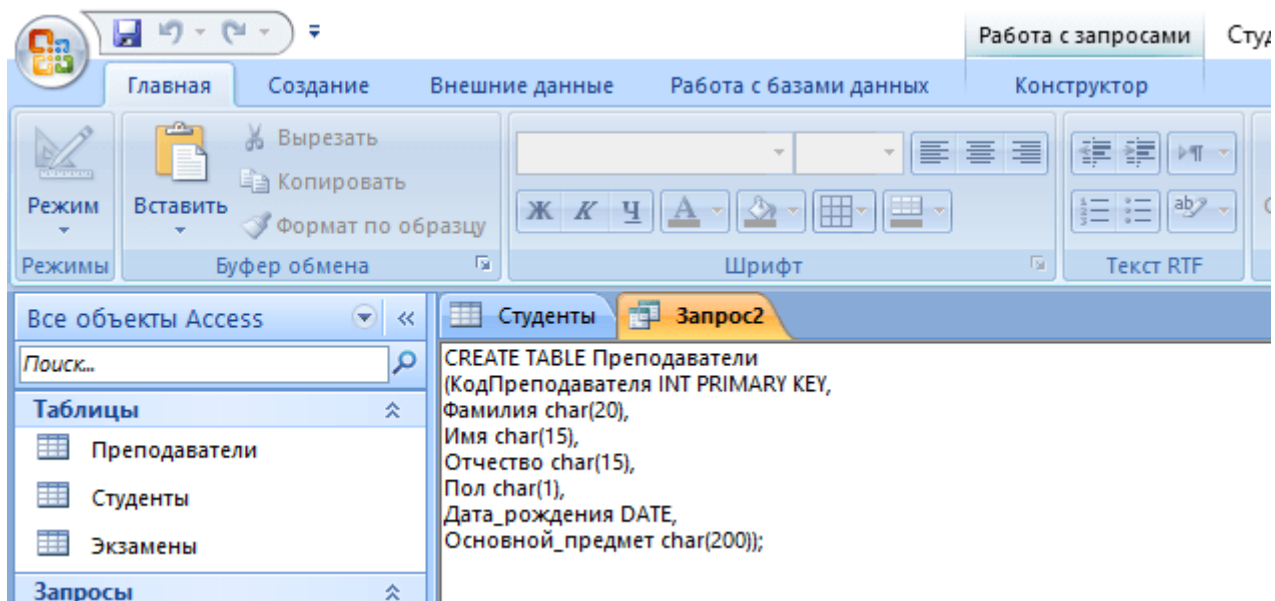 Работа с запросами
Главная Создание Внешние данные Работа с базами данных Конструктор
Режим
Вставить
Вырезать
Копировать
Формат по образцу
Ж К Ч
Режимы Буфер обмена Шрифт Текст RTF
Все объекты Access
Поиск...
Таблицы
Преподаватели
Студенты
Экзамены
Запросы
Студенты Запрос2
CREATE TABLE Преподаватели
(КодПреподавателя INT PRIMARY KEY,
Фамилия char(20),
Имя char(15),
Отчество char(15),
Пол char(1),
Дата_рождения DATE,
Основной_предмет char(200));